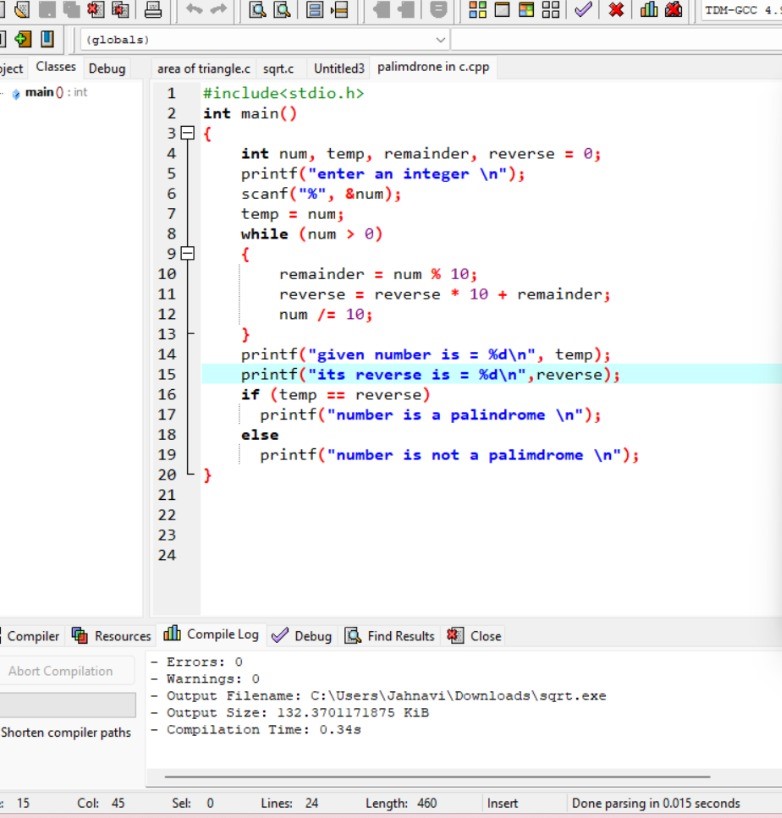 TDM-GCC 4.
(globals)
Classes Debug
area of triangle.c sqrt.c Untitled3 palimdrone in c.cpp
main () : int
1 #include<stdio.h>
2 int main()
3 {
4 int num, temp, remainder, reverse = 0;
5 printf("enter an integer \n");
6 scanf("%", &num);
7 temp = num;
8 while (num > 0)
9 {
10 remainder = num % 10;
11 reverse = reverse * 10 + remainder;
12 num /= 10;
13 }
14 printf("given number is = %d\n", temp);
15 printf("its reverse is = %d\n",reverse);
16 if (temp == reverse)
17 printf("number is a palindrome \n");
18 else
19 printf("number is not a palimdrome \n");
20 }
21
22
23
24
Compiler Resources Compile Log Debug Find Results Close
Abort Compilation
Shorten compiler paths
- Errors: 0
- Warnings: 0
- Output Filename: C:\Users\Jahnavi\Downloads\sqrt.exe
- Output Size: 132.3701171875 KiB
- Compilation Time: 0.34s
: 15 Col: 45 Sel: 0 Lines: 24 Length: 460 Insert Done parsing in 0.015 seconds